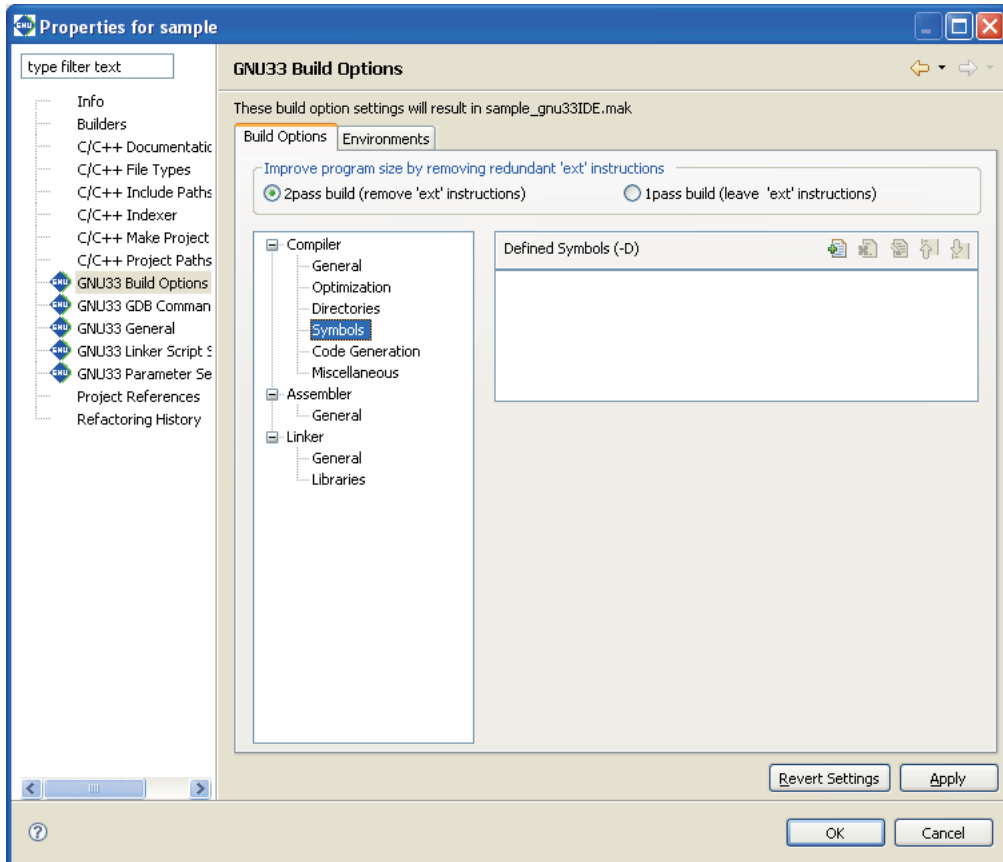 Properties for sample
type filter text
Info
Builders
C/C++ Documentatic
C/C++ File Types
C/C++ Include Paths
C/C++ Indexer
C/C++ Make Project
C/C++ Project Paths
GNU33 Build Options
GNU33 GDB Comman
GNU33 General
GNU33 Linker Script S
GNU33 Parameter Se
Project References
Refactoring History
GNU33 Build Options
These build option settings will result in sample_gnu33IDE.mak
Build Options Environments
Improve program size by removing redundant 'ext' instructions
2pass build (remove 'ext' instructions) 1pass build (leave 'ext' instructions)
Compiler
General
Optimization
Directories
Symbols
Code Generation
Miscellaneous
Assembler
General
Linker
General
Libraries
Defined Symbols (-D)
Revert Settings Apply
OK Cancel